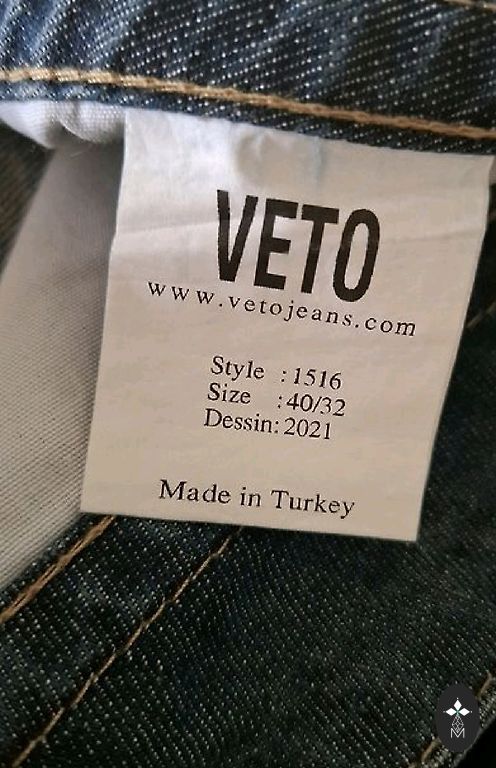 VETO
www.vetojeans.com
Style :1516
Size :40/32
Dessin:2021
Made in Turkey
M